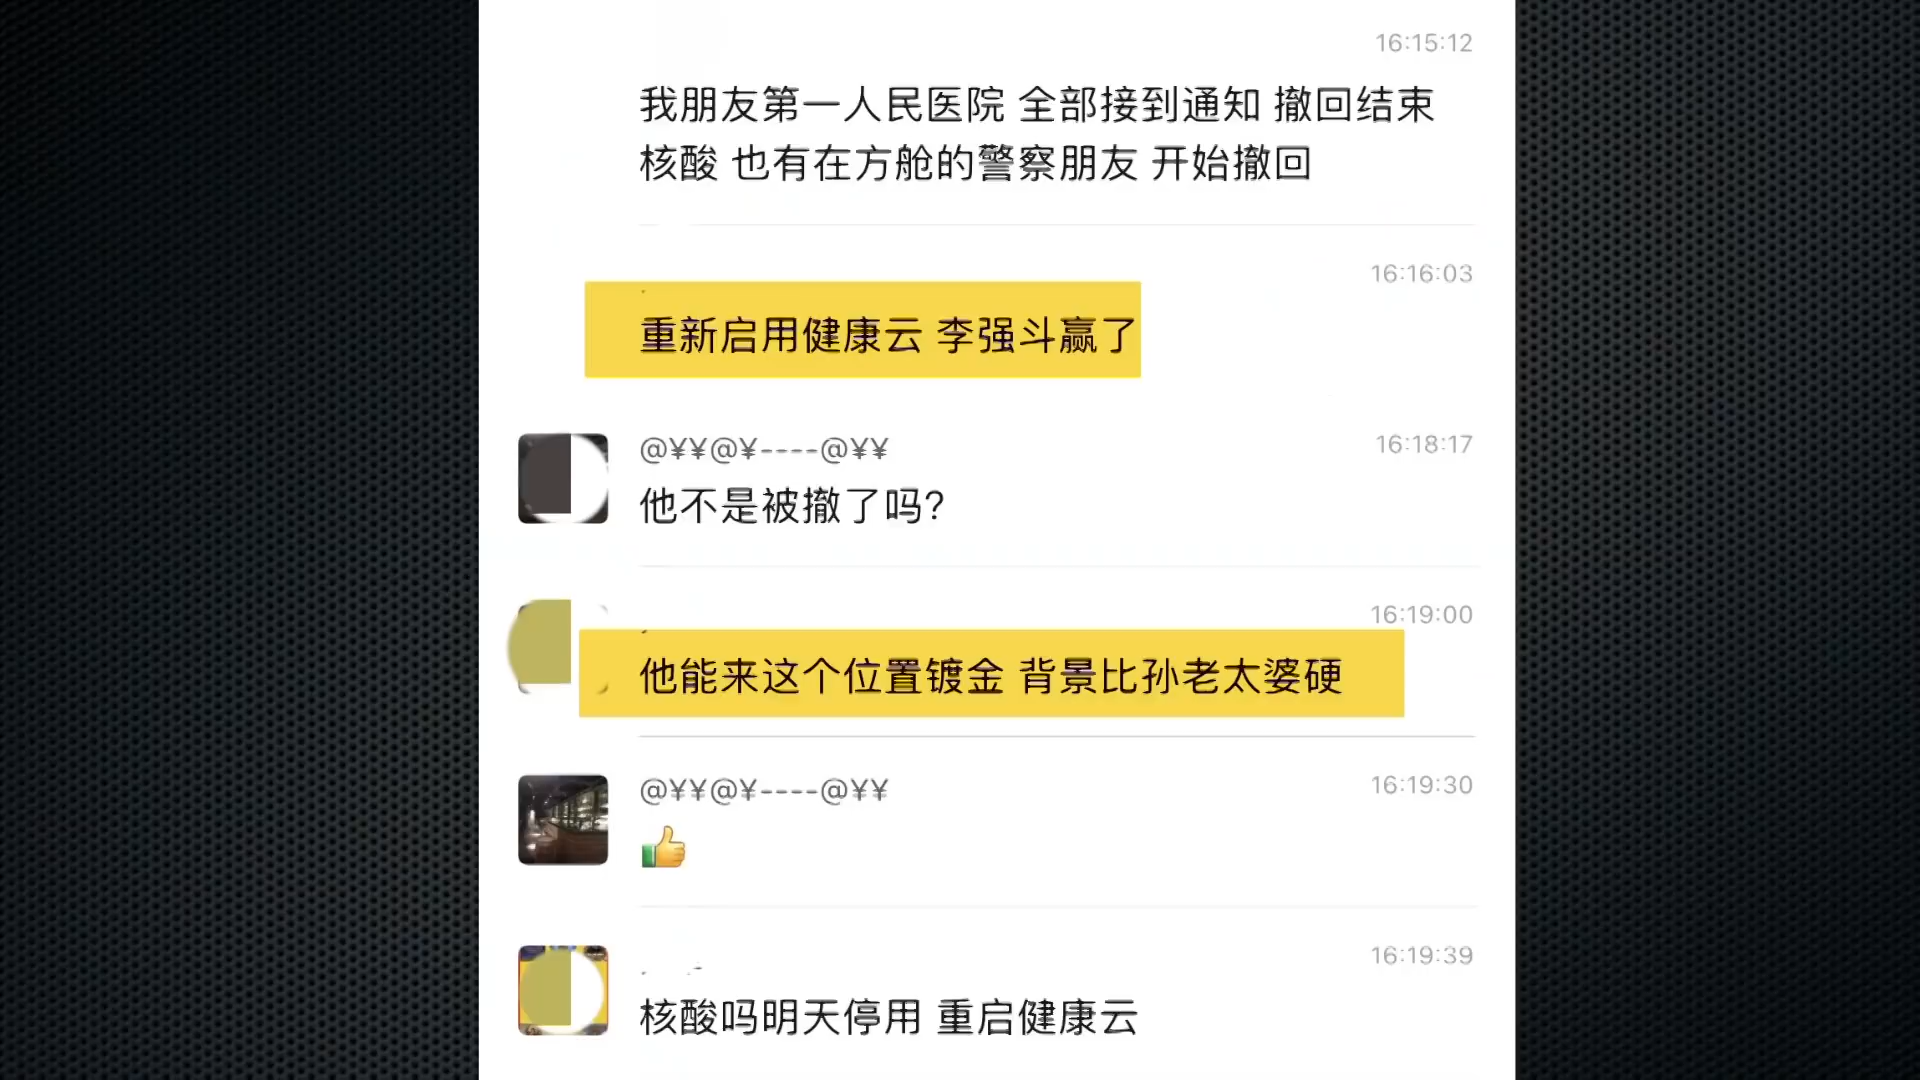 16:15:12
我朋友第一人民医院 全部接到通知 撤回结束
核酸 也有在方舱的警察朋友 开始撤回
16:16:03
重新启用健康云 李强斗赢了
@¥¥@¥----@¥¥
16:18:17
他不是被撤了吗?
16:19:00
他能来这个位置镀金 背景比孙老太婆硬
@¥¥@¥----@¥¥
16:19:30
16:19:39
核酸吗明天停用 重启健康云